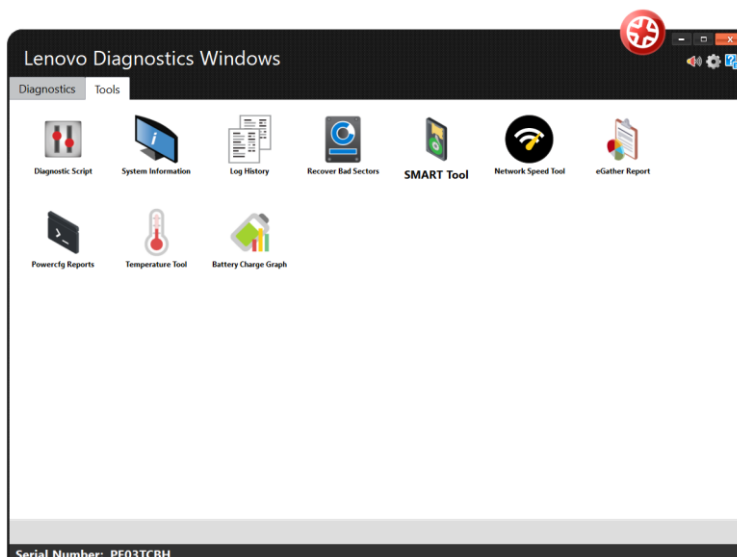 Lenovo Diagnostics Windows
Diagnostics Tools
Diagnostic Script System Information Log History Recover Bad Sectors SMART Tool Network Speed Tool eGather Report
Powercfg Reports Temperature Tool Battery Charge Graph
Serial Number: PF03TCBH